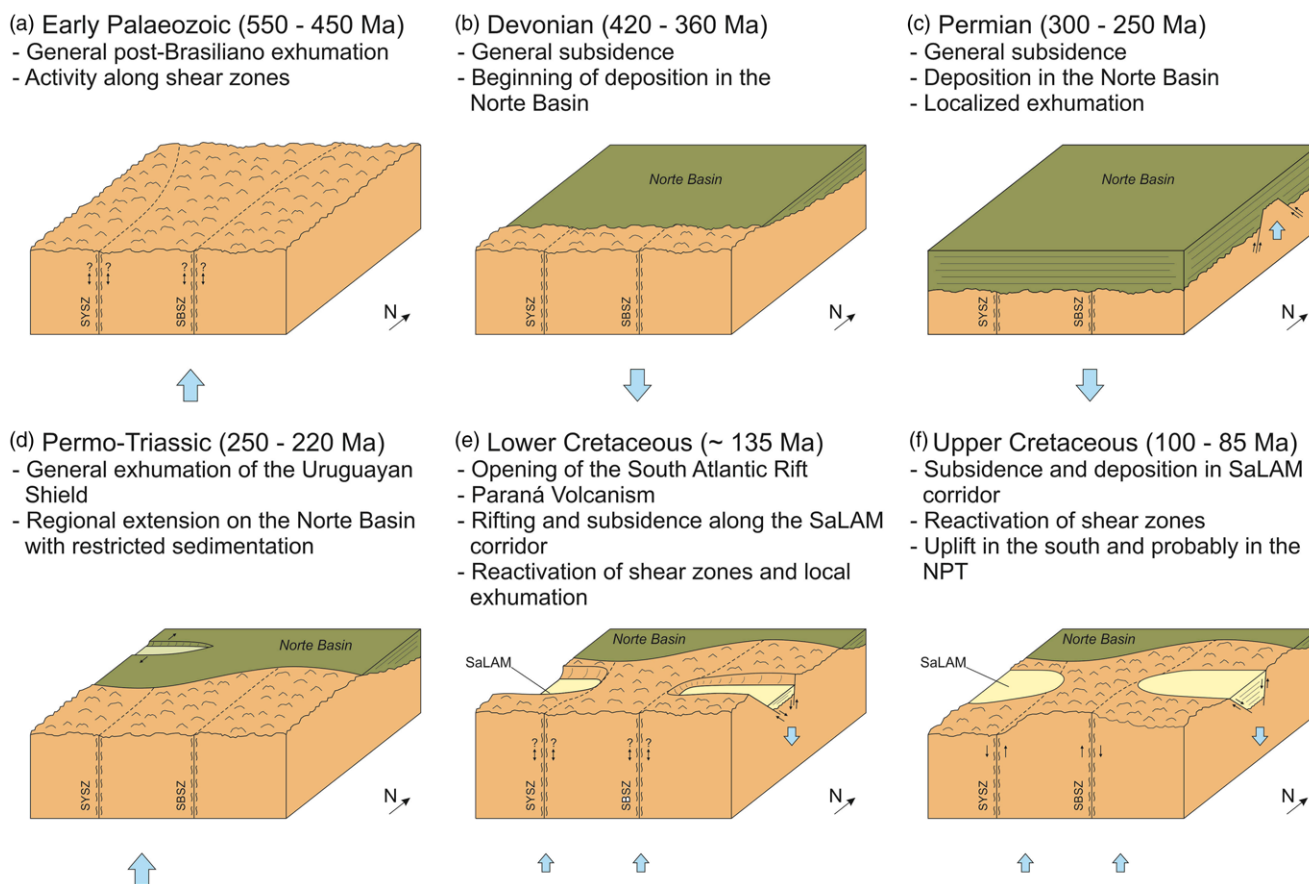 (a) Early Palaeozoic (550 - 450 Ma)
- General post-Brasiliano exhumation
- Activity along shear zones
? ? ? ?
SYSZ
SBSZ
N
(b) Devonian (420 - 360 Ma)
- General subsidence
- Beginning of deposition in the
Norte Basin
Norte Basin
SYSZ
SBSZ
N
(c) Permian (300 - 250 Ma)
- General subsidence
- Deposition in the Norte Basin
- Localized exhumation
Norte Basin
SYSZ
SBSZ
N
(d) Permo-Triassic (250 - 220 Ma)
- General exhumation of the Uruguayan
Shield
- Regional extension on the Norte Basin
with restricted sedimentation
Norte Basin
SYSZ
SBSZ
N
(e) Lower Cretaceous (~ 135 Ma)
- Opening of the South Atlantic Rift
- Paraná Volcanism
- Rifting and subsidence along the SaLAM
corridor
- Reactivation of shear zones and local
exhumation
Norte Basin
SaLAM
? ? ? ?
SYSZ
SBSZ
N
(f) Upper Cretaceous (100 - 85 Ma)
- Subsidence and deposition in SaLAM
corridor
- Reactivation of shear zones
- Uplift in the south and probably in the
NPT
Norte Basin
SaLAM
SYSZ
SBSZ
N